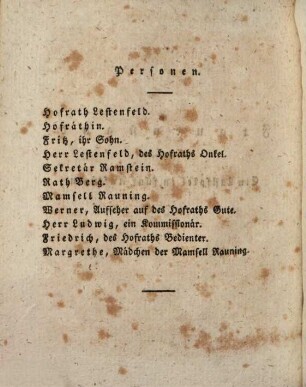 Personen.
Hofrath Lestenfeld.
Hofräthin.
Fritz, ihr Sohn.
Herr Lestenfeld, des Hofraths Onkel.
Sekretär Ramstein.
Rath Berg.
Mamsell Rauning.
Werner, Aufseher auf des Hofraths Gute.
Herr Ludwig, ein Kommissionär.
Friedrich, des Hofraths Bedienter.
Margrethe, Mädchen der Mamsell Rauning.